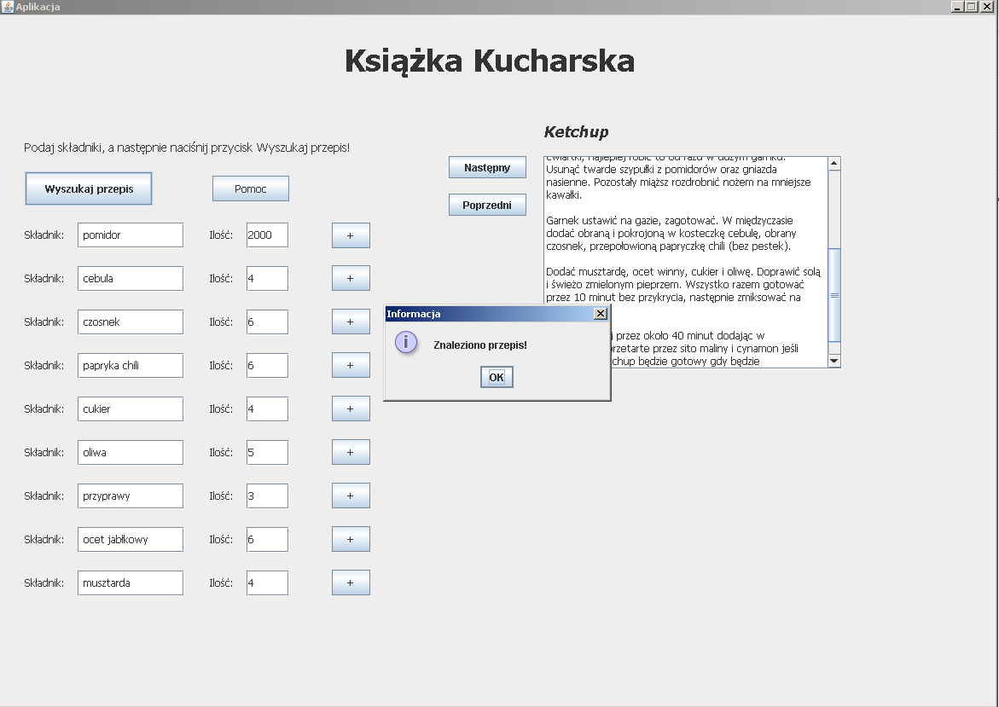 Aplikacja
Książka Kucharska
Podaj składniki, a następnie naciśnij przycisk Wyszukaj przepis!
Wyszukaj przepis
Pomoc
Składnik: pomidor Ilość: 2000 +
Składnik: cebula Ilość: 4 +
Składnik: czosnek Ilość: 6 +
Składnik: papryka chili Ilość: 6 +
Składnik: cukier Ilość: 4 +
Składnik: oliwa Ilość: 5 +
Składnik: przyprawy Ilość: 3 +
Składnik: ocet jabłkowy Ilość: 6 +
Składnik: musztarda Ilość: 4 +
Następny
Poprzedni
Ketchup
ćwiartki, najlepiej robić to od razu w dużym garnku.
Usunąć twarde szypułki z pomidorów oraz gniazda
nasienne. Pozostały miąższ rozdrobnić nożem na mniejsze
kawałki.
Garnek ustawić na gazie, zagotować. W międzyczasie
dodać obraną i pokrojoną w kosteczkę cebulę, obrany
czosnek, przepołowioną papryczkę chili (bez pestek).
Dodać musztardę, ocet winny, cukier i oliwę. Doprawić solą
i świeżo zmielonym pieprzem. Wszystko razem gotować
przez 10 minut bez przykrycia, następnie zmiksować na
j przez około 40 minut dodając w
przetarte przez sito maliny i cynamon jeśli
chup będzie gotowy gdy będzie
Informacja
Znaleziono przepis!
OK